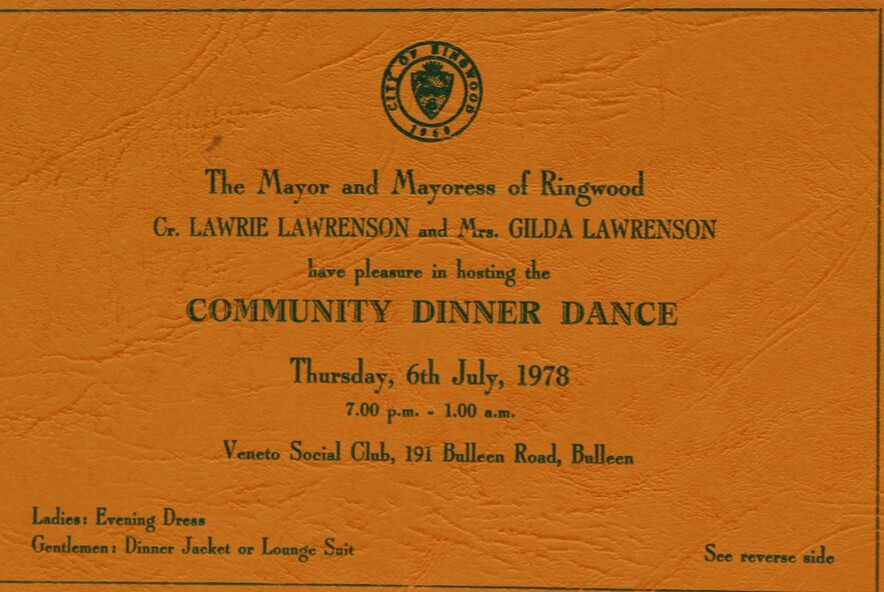 CITY OF RINGWOOD
1960
The Mayor and Mayoress of Ringwood
Cr. LAWRIE LAWRENSON and Mrs. GILDA LAWRENSON
have pleasure in hosting the
COMMUNITY DINNER DANCE
Thursday, 6th July, 1978
7.00 p.m. - 1.00 a.m.
Veneto Social Club, 191 Bulleen Road, Bulleen
Ladies: Evening Dress
Gentlemen: Dinner Jacket or Lounge Suit
See reverse side